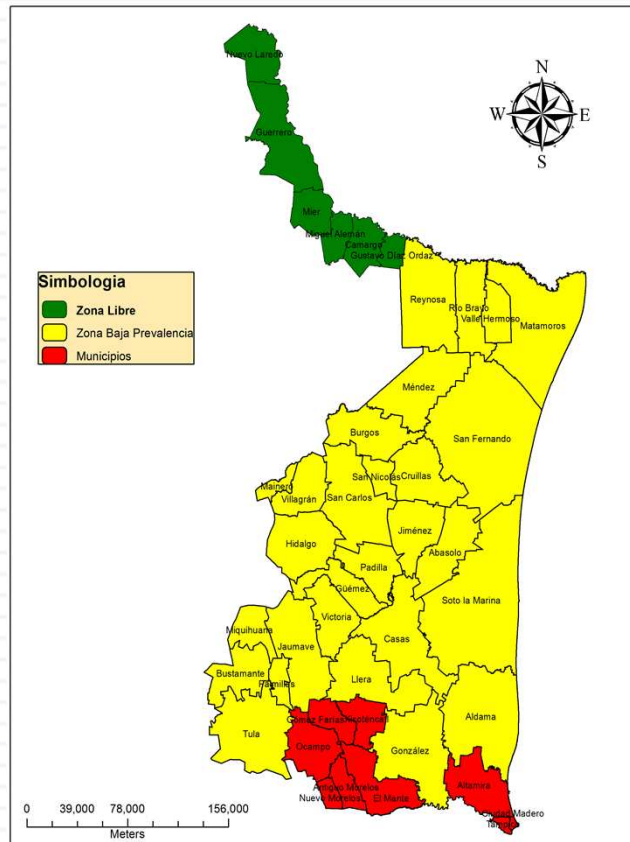 N
W
E
S
Nuevo Laredo
Guerrero
Mier
Miguel Alemán
Camargo
Gustavo Díaz Ordaz
Simbologia
Zona Libre
Zona Baja Prevalencia
Municipios
Reynosa
Río Bravo
Valle Hermoso
Matamoros
Méndez
San Fernando
Burgos
San Nicolás
Cruillas
Mainero
Villagrán
San Carlos
Jiménez
Hidalgo
Abasolo
Padilla
Güémez
Soto la Marina
Victoria
Casas
Miquihuana
Jaumave
Bustamante
Palmillas
Llera
Aldama
Tula
Gómez Farías
Xicoténcatl
Ocampo
González
Antiguo Morelos
Nuevo Morelos
El Mante
Altamira
Ciudad Madero
Tampico
0 39,000 78,000 156,000
Meters